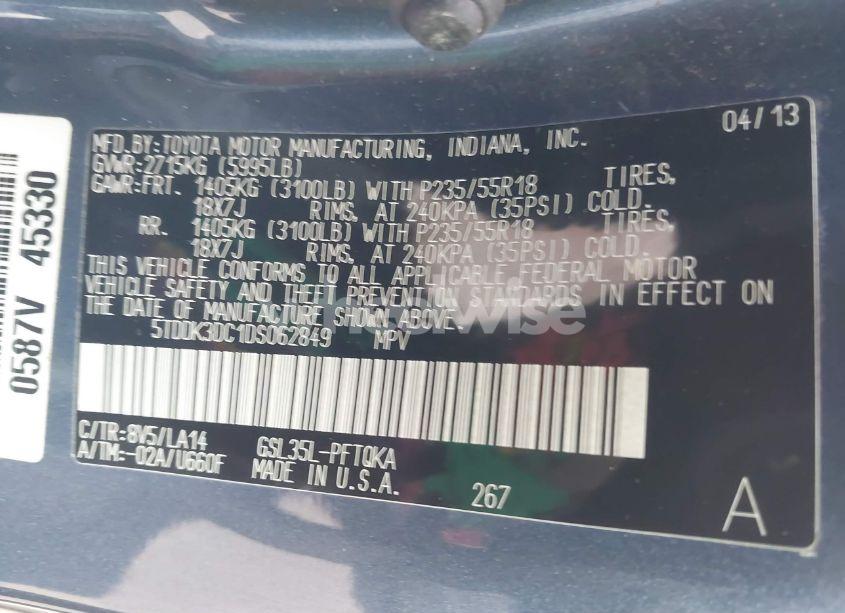 04/13
MFD.BY:TOYOTA MOTOR MANUFACTURING, INDIANA, INC.
GVWR:2715KG (5995LB)
GAWR:FRT. 1405KG (3100LB) WITH P235/55R18 TIRES,
18X7J RIMS, AT 240KPA (35PSI) COLD.
RR. 1405KG (3100LB) WITH P235/55R18 TIRES,
18X7J RIMS, AT 240KPA (35PSI) COLD.
THIS VEHICLE CONFORMS TO ALL APPLICABLE FEDERAL MOTOR
VEHICLE SAFETY AND THEFT PREVENTION STANDARDS IN EFFECT ON
THE DATE OF MANUFACTURE SHOWN ABOVE.
5TDDK3DC1DS062849 MPV
C/TR:8V5/LA14 GSL35L-PFTQKA
A/TM:-02A/U660F MADE IN U.S.A.
267
A
0587V 45330